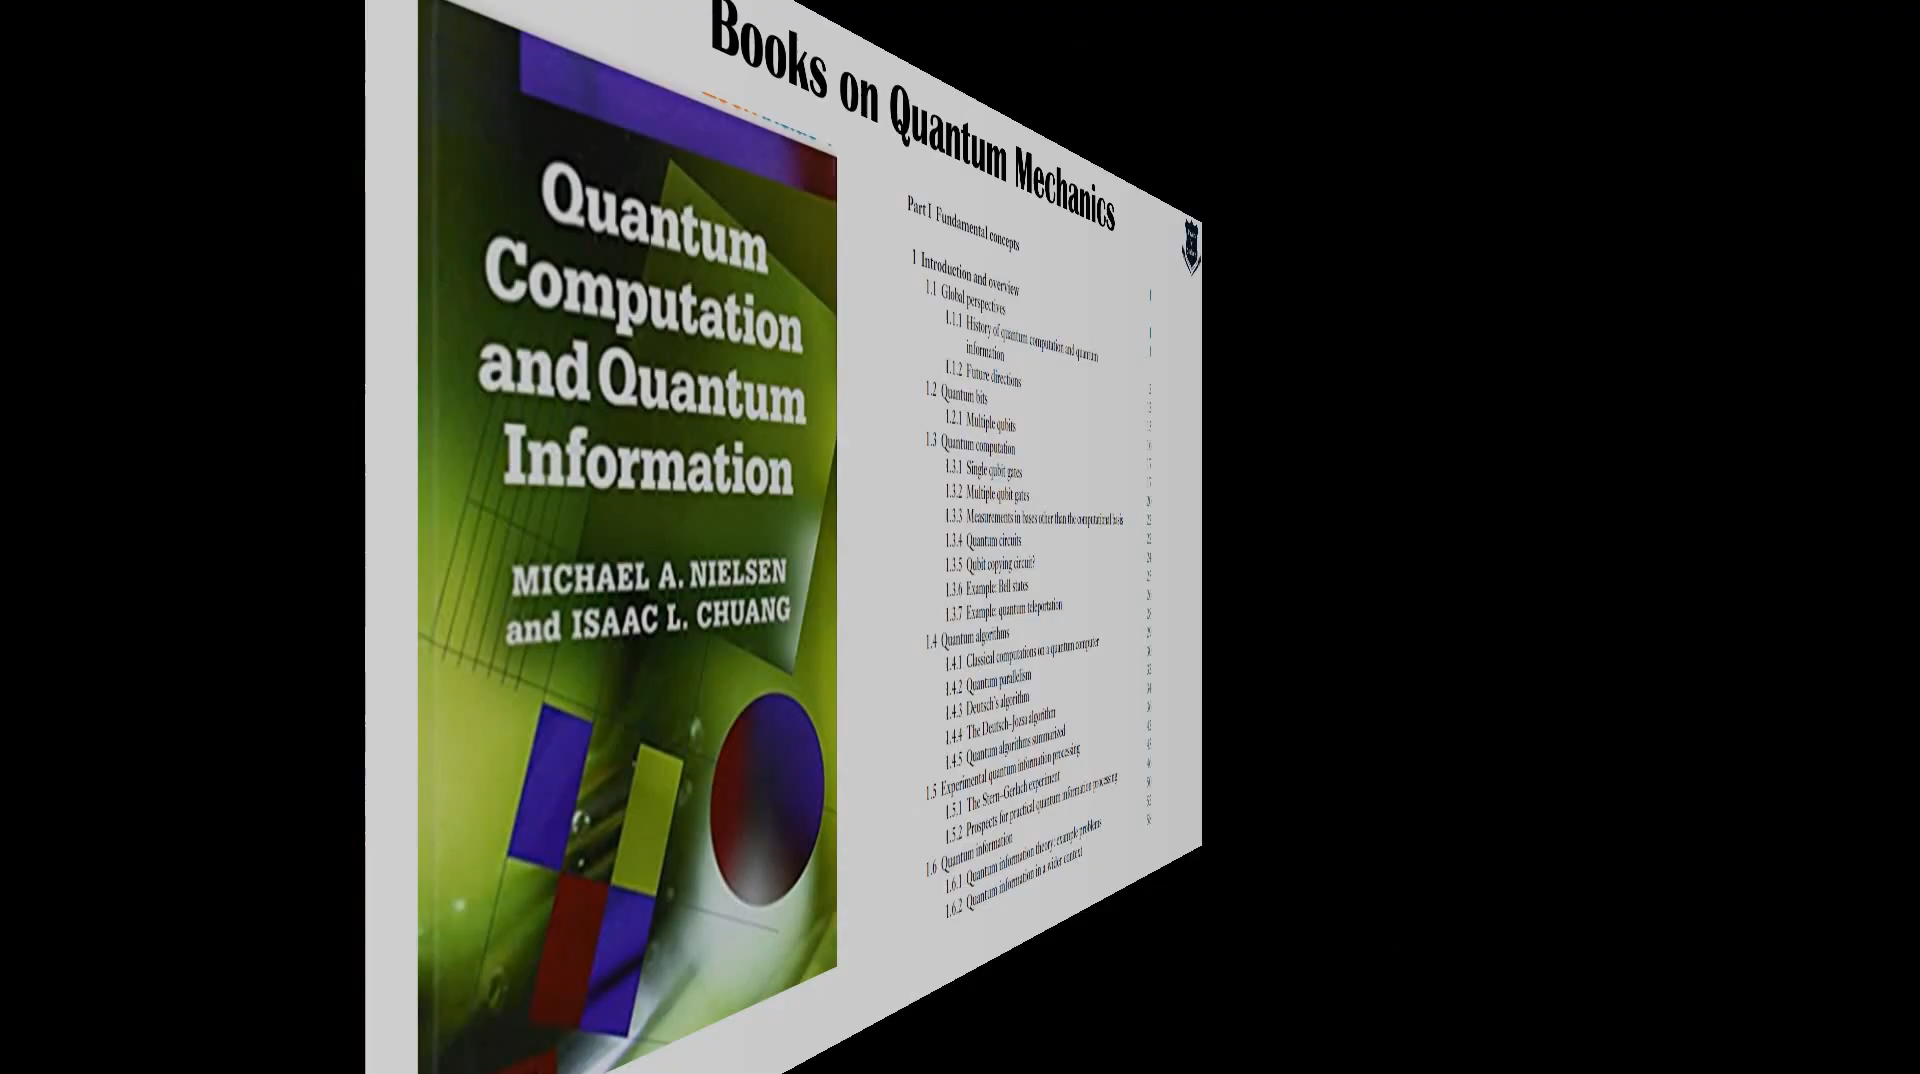 Books on Quantum Mechanics
Quantum
Computation
and Quantum
Information
MICHAEL A. NIELSEN
and ISAAC L. CHUANG
Part I Fundamental concepts
1 Introduction and overview
1.1 Global perspectives
1.1.1 History of quantum computation and quantum
information
1.1.2 Future directions
1.2 Quantum bits
1.2.1 Multiple qubits
1.3 Quantum computation
1.3.1 Single qubit gates
1.3.2 Multiple qubit gates
1.3.3 Measurements in bases other than the computational basis
1.3.4 Quantum circuits
1.3.5 Qubit copying circuit?
1.3.6 Example: Bell states
1.3.7 Example: quantum teleportation
1.4 Quantum algorithms
1.4.1 Classical computations on a quantum computer
1.4.2 Quantum parallelism
1.4.3 Deutsch's algorithm
1.4.4 The Deutsch–Jozsa algorithm
1.4.5 Quantum algorithms summarized
1.5 Experimental quantum information processing
1.5.1 The Stern–Gerlach experiment
1.5.2 Prospects for practical quantum information processing
1.6 Quantum information
1.6.1 Quantum information theory: example problems
1.6.2 Quantum information in a wider context